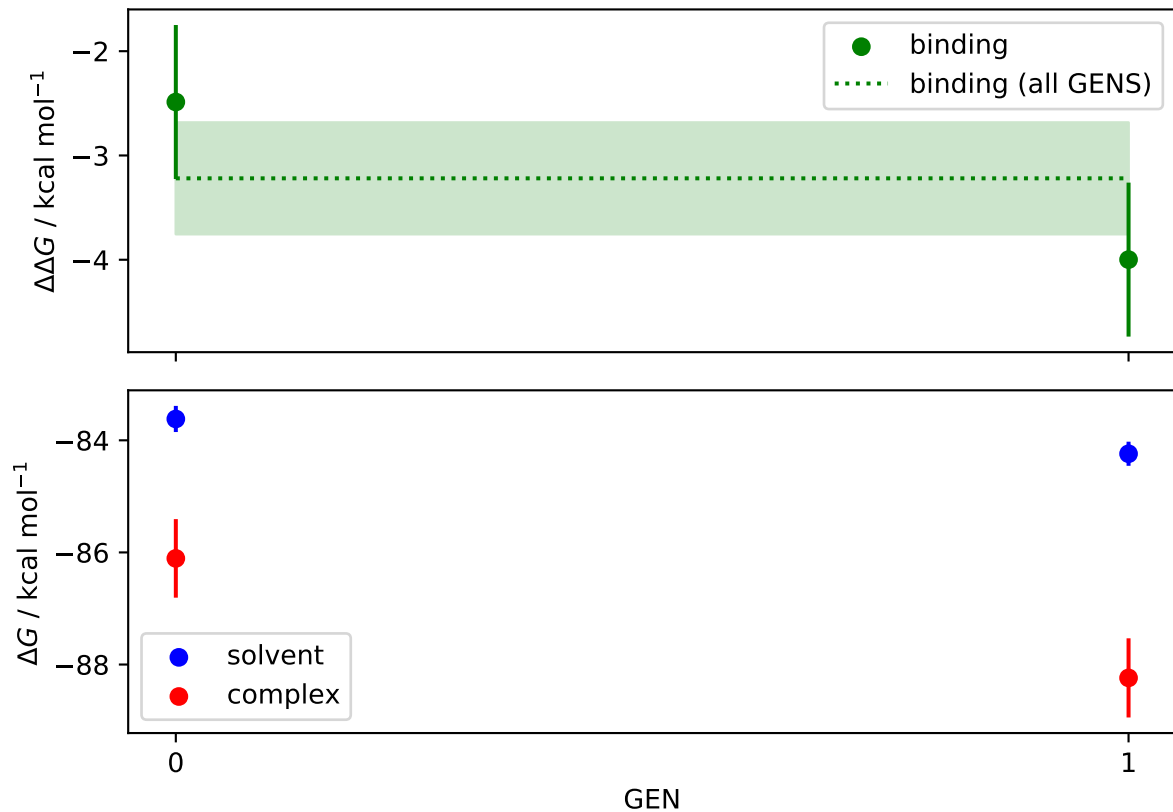 −2
−3
−4
ΔΔG / kcal mol⁻¹
binding
binding (all GENS)
−84
−86
−88
ΔG / kcal mol⁻¹
solvent
complex
0
1
GEN